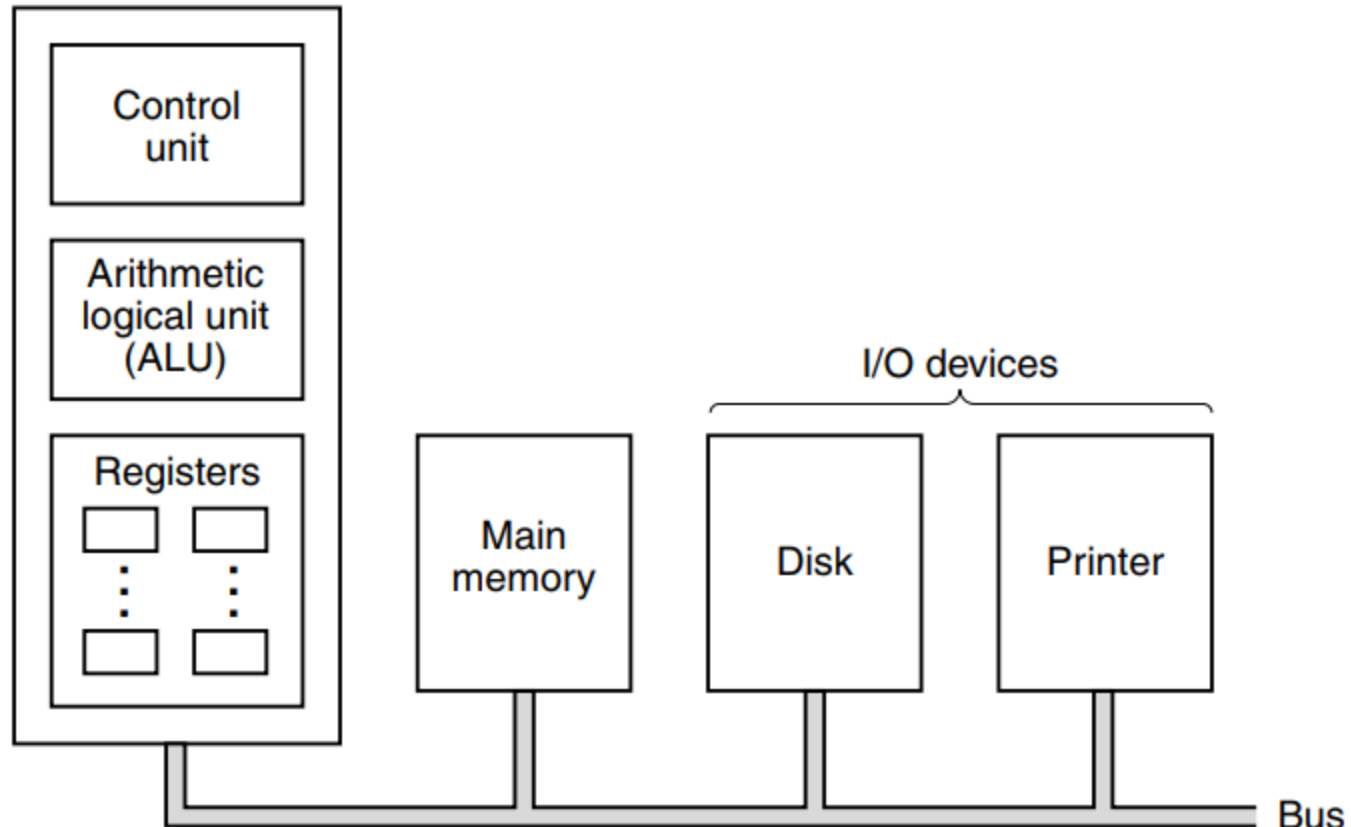 Control
unit
Arithmetic
logical unit
(ALU)
Registers
I/O devices
Main
memory
Disk
Printer
Bus